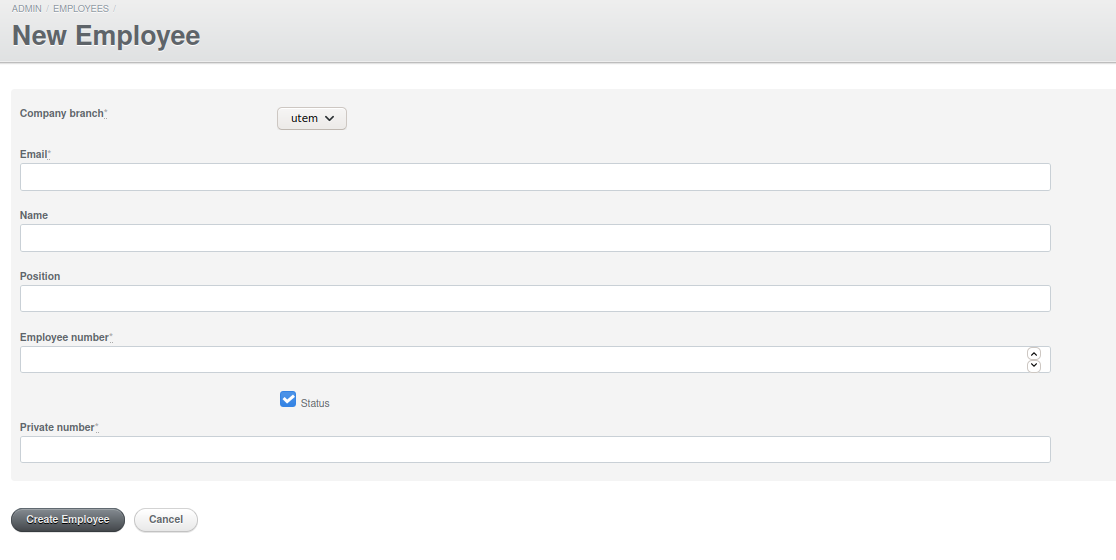 ADMIN / EMPLOYEES /
New Employee
Company branch*
utem
Email*
Name
Position
Employee number*
Status
Private number*
Create Employee Cancel